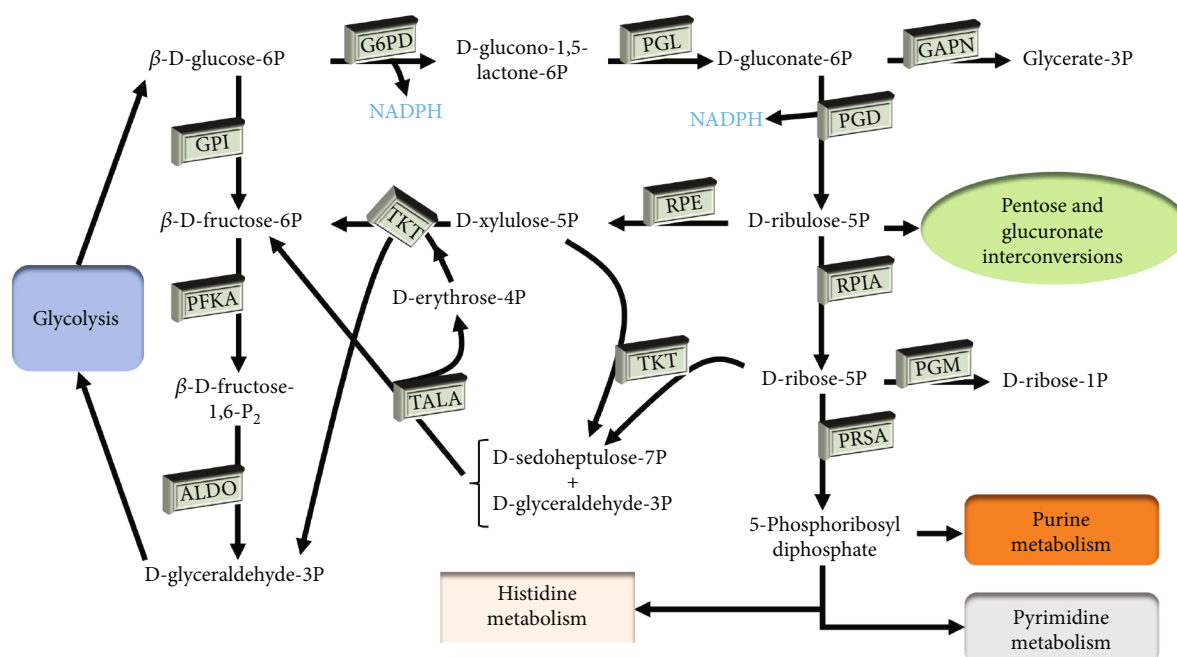 β-D-glucose-6P
G6PD
D-glucono-1,5-
lactone-6P
PGL
D-gluconate-6P
GAPN
Glycerate-3P
NADPH
NADPH
PGD
GPI
β-D-fructose-6P
TKT
D-xylulose-5P
RPE
D-ribulose-5P
Pentose and
glucuronate
interconversions
Glycolysis
PFKA
D-erythrose-4P
RPIA
TKT
β-D-fructose-
1,6-P2
TALA
D-ribose-5P
PGM
D-ribose-1P
PRSA
D-sedoheptulose-7P
+
D-glyceraldehyde-3P
ALDO
5-Phosphoribosyl
diphosphate
Purine
metabolism
D-glyceraldehyde-3P
Histidine
metabolism
Pyrimidine
metabolism